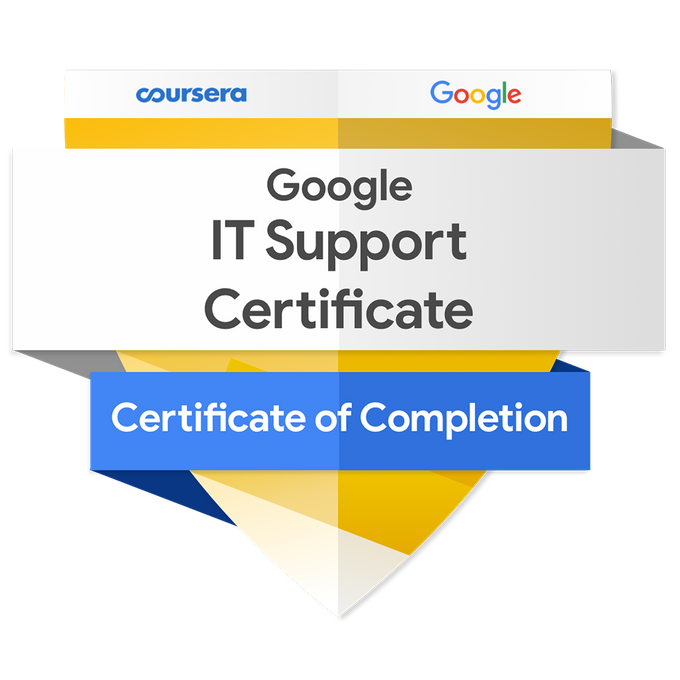 coursera Google
Google
IT Support
Certificate
Certificate of Completion